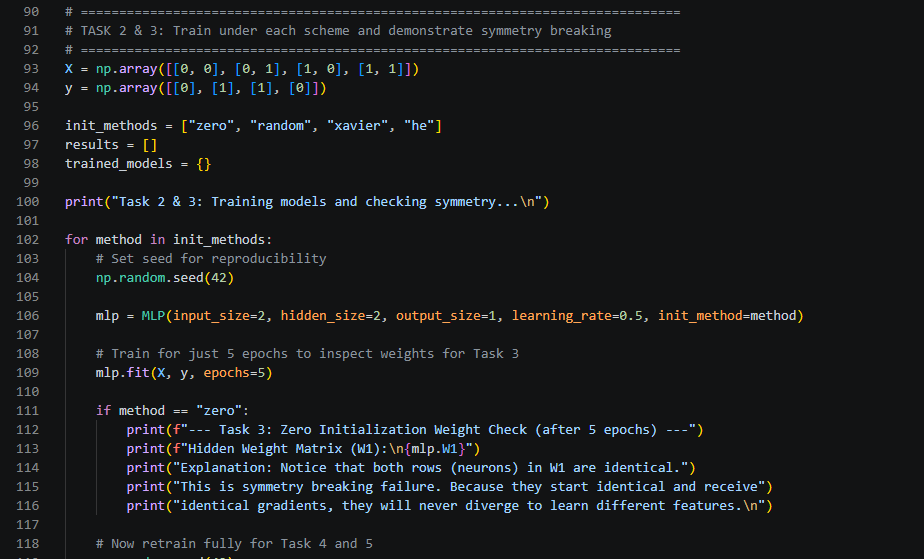 90 # =============================================================================
91 # TASK 2 & 3: Train under each scheme and demonstrate symmetry breaking
92 # =============================================================================
93 X = np.array([[0, 0], [0, 1], [1, 0], [1, 1]])
94 y = np.array([[0], [1], [1], [0]])
95
96 init_methods = ["zero", "random", "xavier", "he"]
97 results = []
98 trained_models = {}
99
100 print("Task 2 & 3: Training models and checking symmetry...\n")
101
102 for method in init_methods:
103     # Set seed for reproducibility
104     np.random.seed(42)
105
106     mlp = MLP(input_size=2, hidden_size=2, output_size=1, learning_rate=0.5, init_method=method)
107
108     # Train for just 5 epochs to inspect weights for Task 3
109     mlp.fit(X, y, epochs=5)
110
111     if method == "zero":
112         print(f"--- Task 3: Zero Initialization Weight Check (after 5 epochs) ---")
113         print(f"Hidden Weight Matrix (W1):\n{mlp.W1}")
114         print("Explanation: Notice that both rows (neurons) in W1 are identical.")
115         print("This is symmetry breaking failure. Because they start identical and receive")
116         print("identical gradients, they will never diverge to learn different features.\n")
117
118     # Now retrain fully for Task 4 and 5